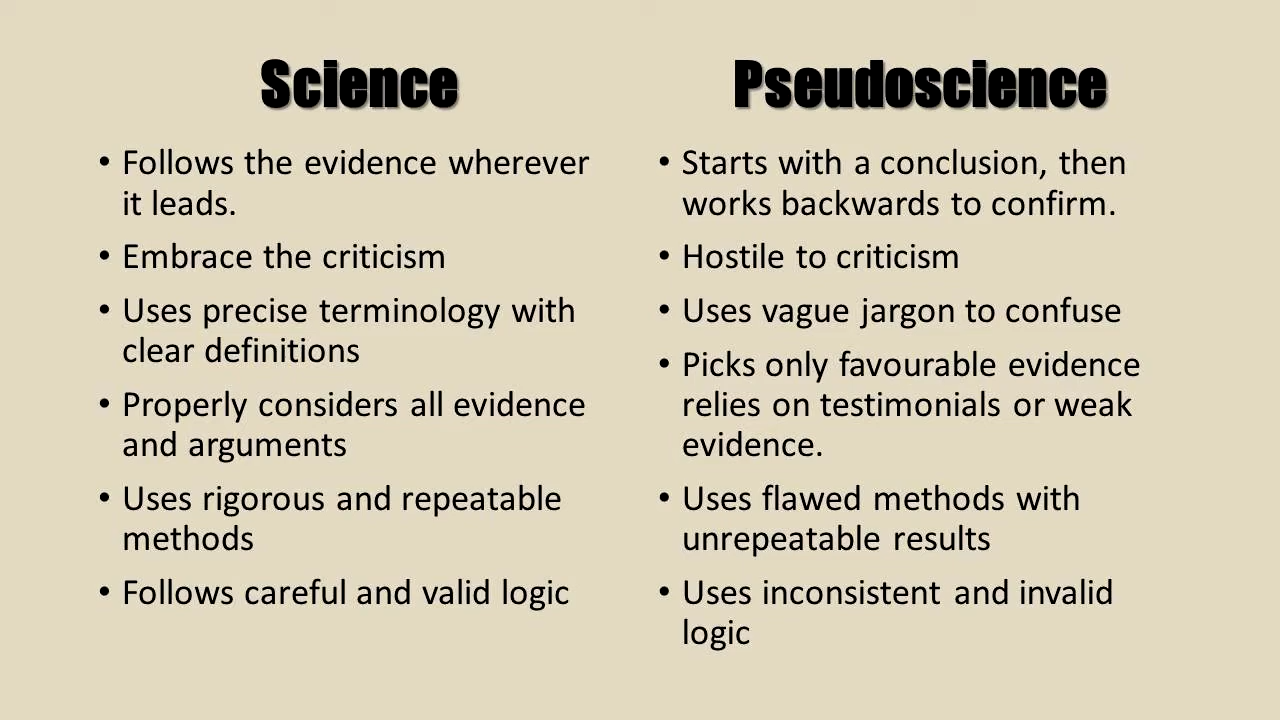 Science
• Follows the evidence wherever
it leads.
• Embrace the criticism
• Uses precise terminology with
clear definitions
• Properly considers all evidence
and arguments
• Uses rigorous and repeatable
methods
• Follows careful and valid logic
Pseudoscience
• Starts with a conclusion, then
works backwards to confirm.
• Hostile to criticism
• Uses vague jargon to confuse
• Picks only favourable evidence
relies on testimonials or weak
evidence.
• Uses flawed methods with
unrepeatable results
• Uses inconsistent and invalid
logic